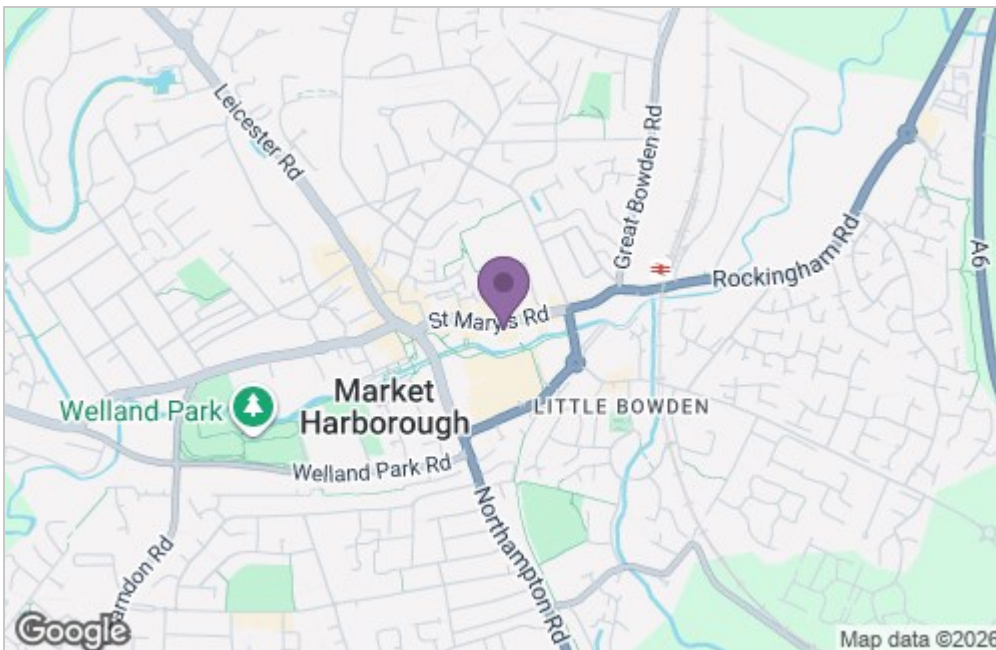 Leicester Rd
Great Bowden Rd
Rockingham Rd
A6
St Mary's Rd
Welland Park
Market
Harborough
LITTLE BOWDEN
Welland Park Rd
Northampton Rd
Google
Map data ©2026